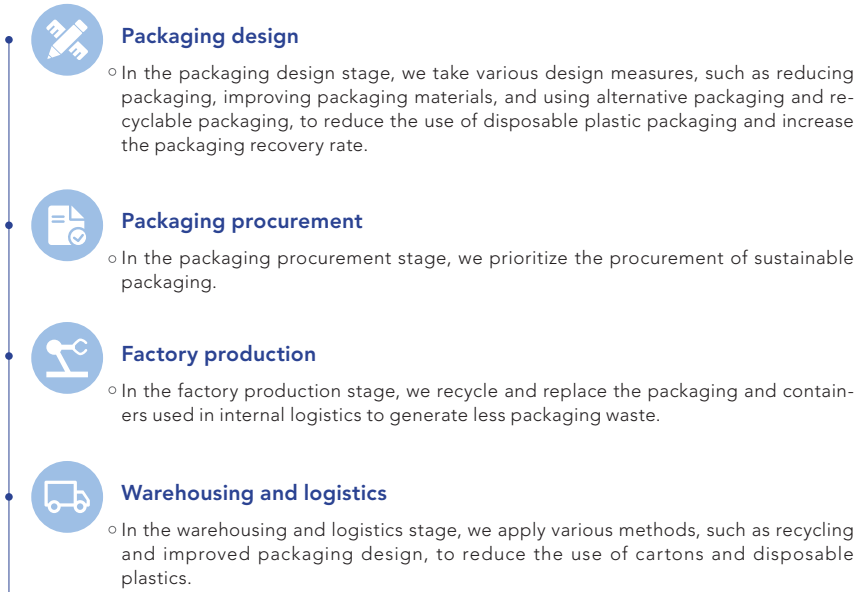 Packaging design
○ In the packaging design stage, we take various design measures, such as reducing
packaging, improving packaging materials, and using alternative packaging and re-
cyclable packaging, to reduce the use of disposable plastic packaging and increase
the packaging recovery rate.
Packaging procurement
○ In the packaging procurement stage, we prioritize the procurement of sustainable
packaging.
Factory production
○ In the factory production stage, we recycle and replace the packaging and contain-
ers used in internal logistics to generate less packaging waste.
Warehousing and logistics
○ In the warehousing and logistics stage, we apply various methods, such as recycling
and improved packaging design, to reduce the use of cartons and disposable
plastics.